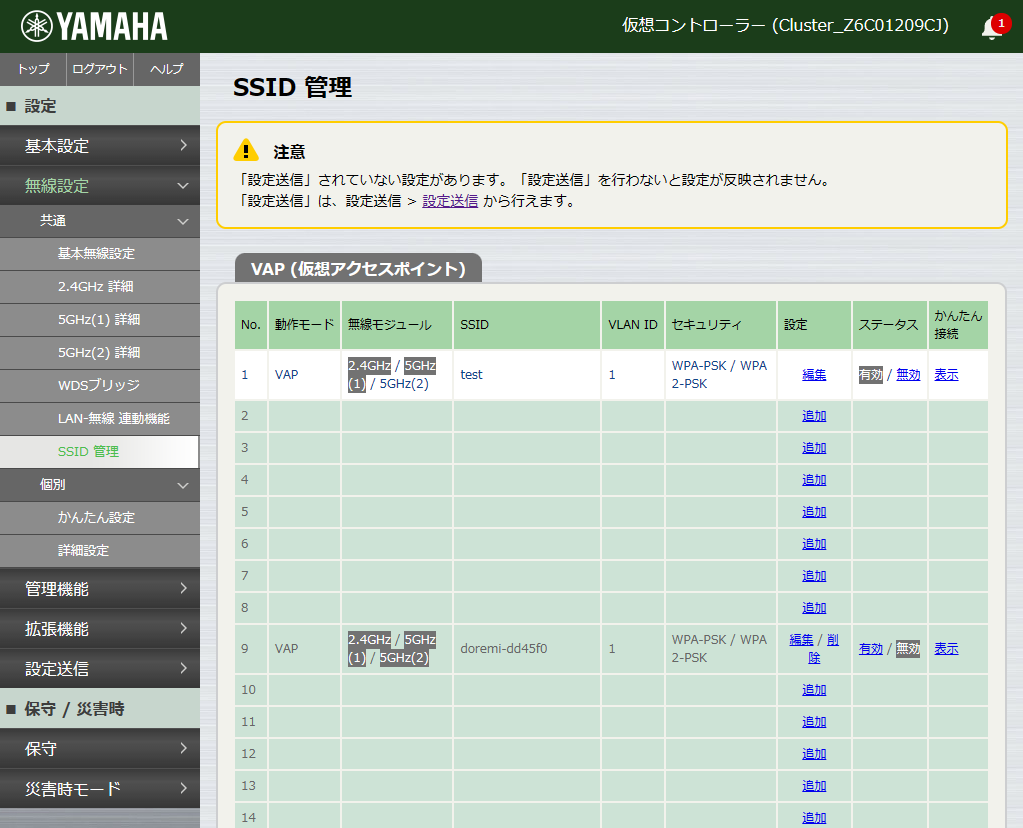 YAMAHA
仮想コントローラー (Cluster_Z6C01209CJ)
1
トップ
ログアウト
ヘルプ
■ 設定
基本設定
無線設定
共通
基本無線設定
2.4GHz 詳細
5GHz(1) 詳細
5GHz(2) 詳細
WDSブリッジ
LAN-無線 連動機能
SSID 管理
個別
かんたん設定
詳細設定
管理機能
拡張機能
設定送信
■ 保守 / 災害時
保守
災害時モード
SSID 管理
注意
「設定送信」されていない設定があります。「設定送信」を行わないと設定が反映されません。
「設定送信」は、設定送信 > 設定送信 から行えます。
VAP (仮想アクセスポイント)
No. 動作モード 無線モジュール SSID VLAN ID セキュリティ 設定 ステータス かんたん
接続
1 VAP 2.4GHz / 5GHz
(1) / 5GHz(2) test 1 WPA-PSK / WPA
2-PSK 編集 有効 / 無効 表示
2 追加
3 追加
4 追加
5 追加
6 追加
7 追加
8 追加
9 VAP 2.4GHz / 5GHz
(1) / 5GHz(2) doremi-dd45f0 1 WPA-PSK / WPA
2-PSK 編集 / 削
除 有効 / 無効 表示
10 追加
11 追加
12 追加
13 追加
14 追加